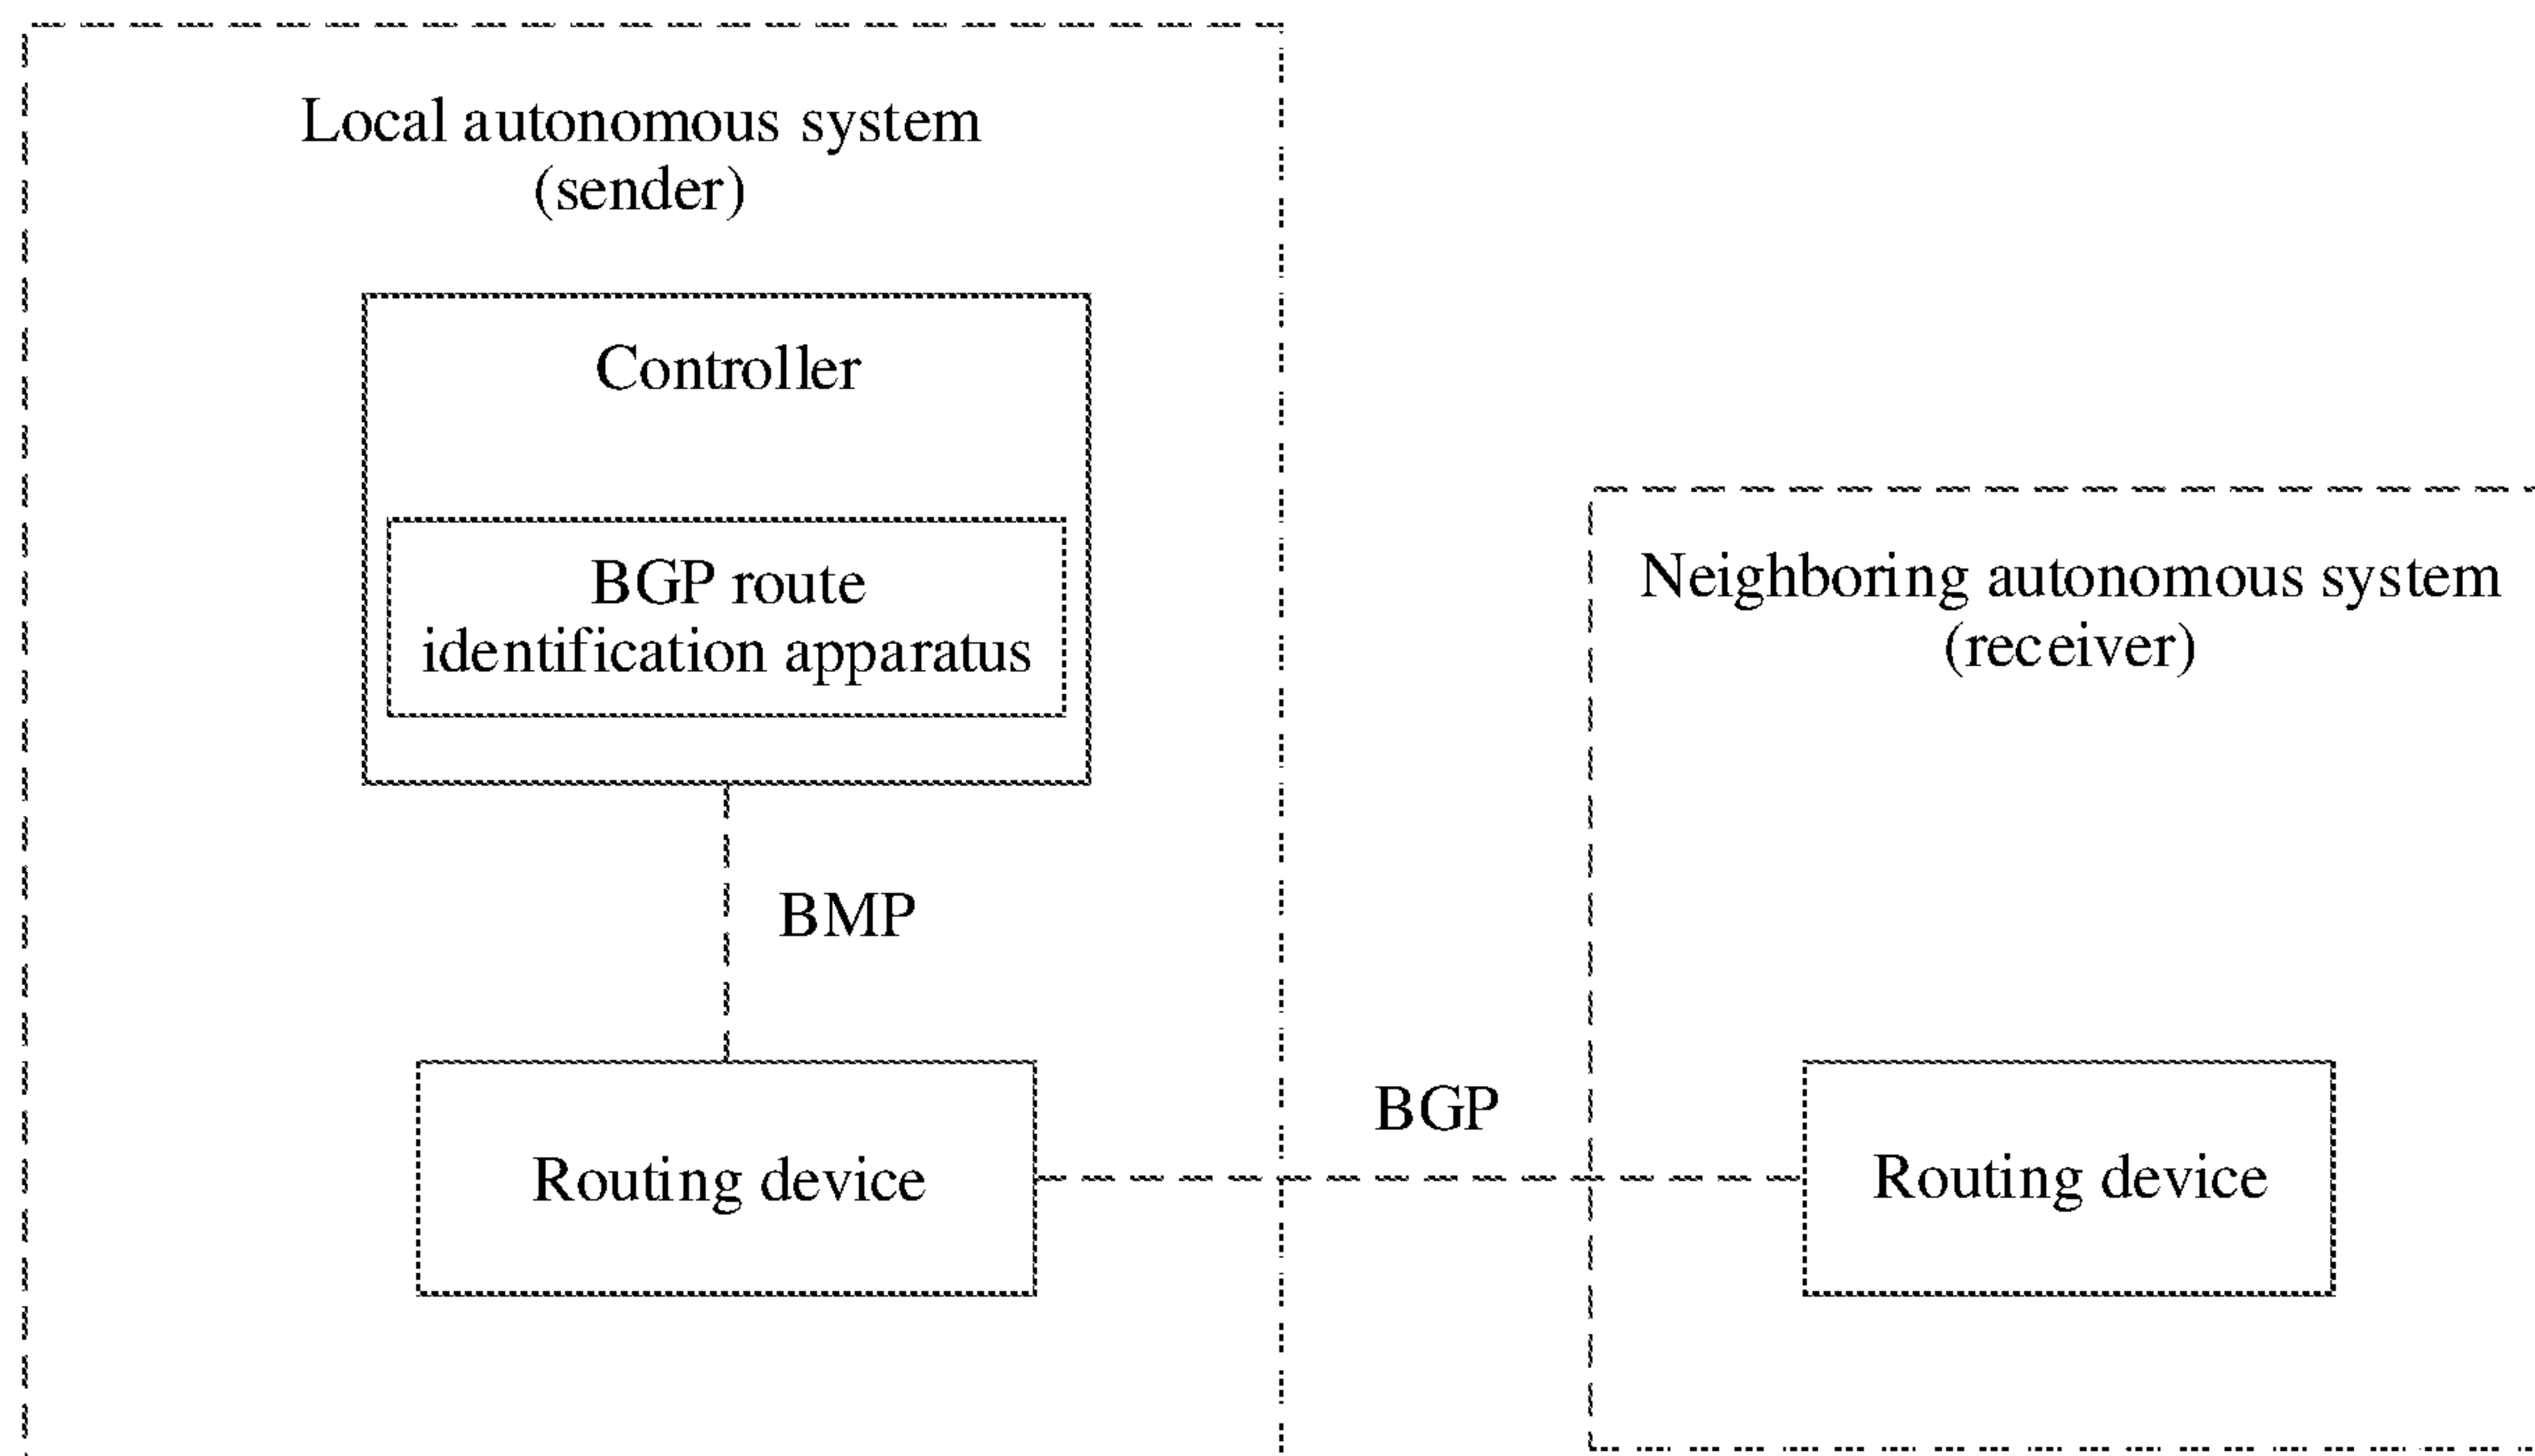 Local autonomous system
(sender)
Controller
BGP route
identification apparatus
BMP
Routing device
BGP
Neighboring autonomous system
(receiver)
Routing device